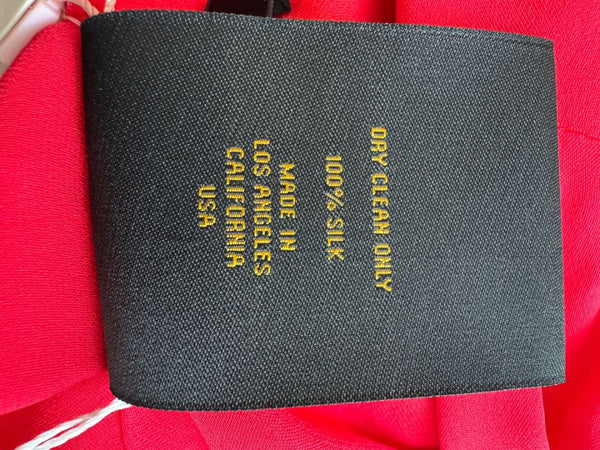 DRY CLEAN ONLY
100% SILK
MADE IN
LOS ANGELES
CALIFORNIA
USA